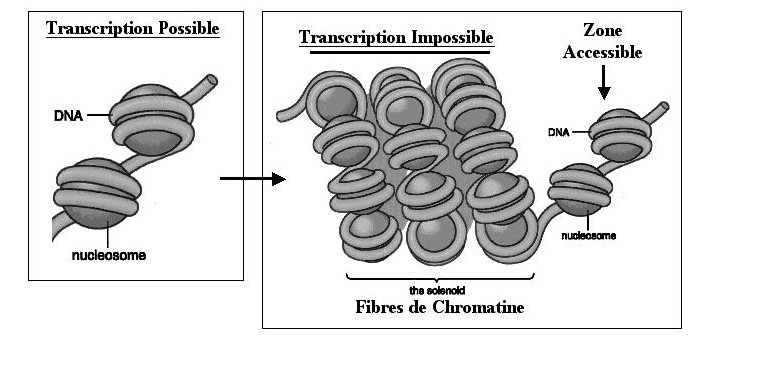 Transcription Possible
DNA
nucleosome
Transcription Impossible
Zone
Accessible
DNA
nucleosome
the solenoid
Fibres de Chromatine